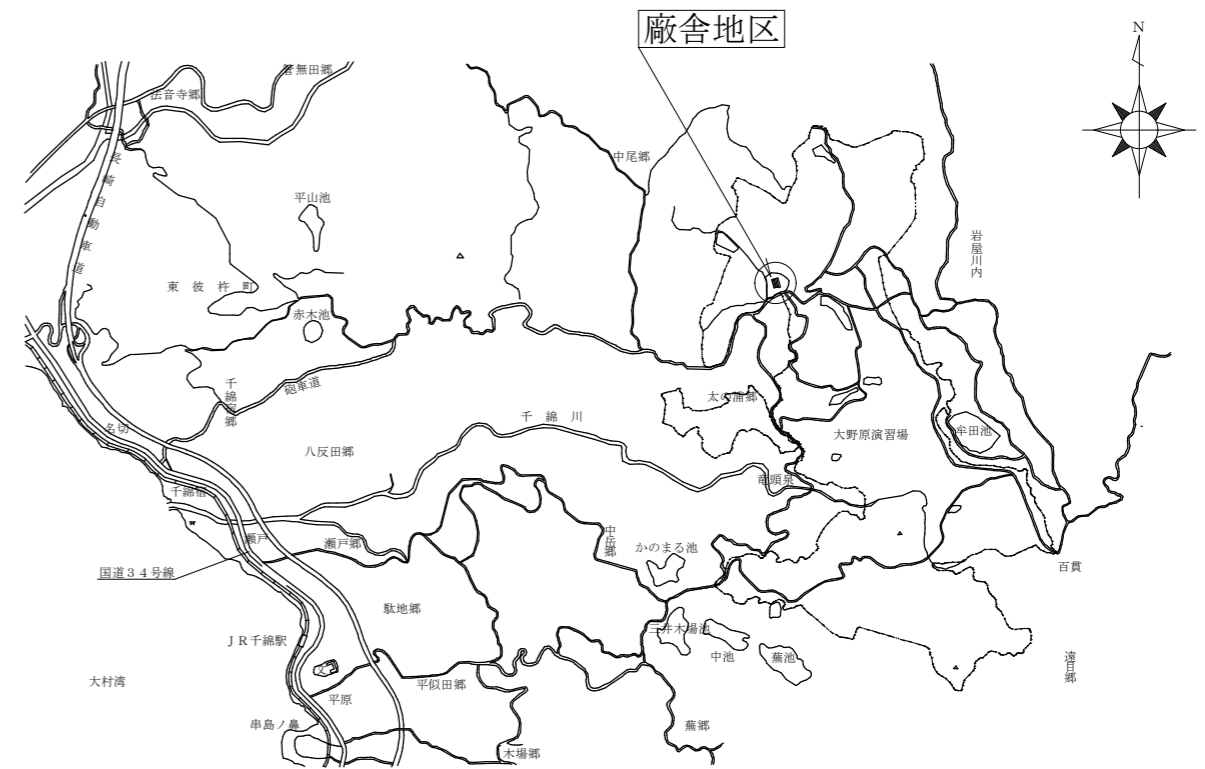 廠舎地区
N
菅無田郷
法音寺郷
長崎自動車道
中尾郷
平山池
岩屋川内
東彼杵町
赤木池
千綿宿郷
砲車道
太の浦郷
千綿川
名切
八反田郷
大野原演習場
牟田池
千綿宿
竜頭泉
瀬戸
瀬戸郷
中岳郷
かのまる池
国道34号線
百貫
駄地郷
三井木場池
JR千綿駅
中池
蕪池
遠目郷
大村湾
平似田郷
平原
串島ノ鼻
蕪郷
木場郷